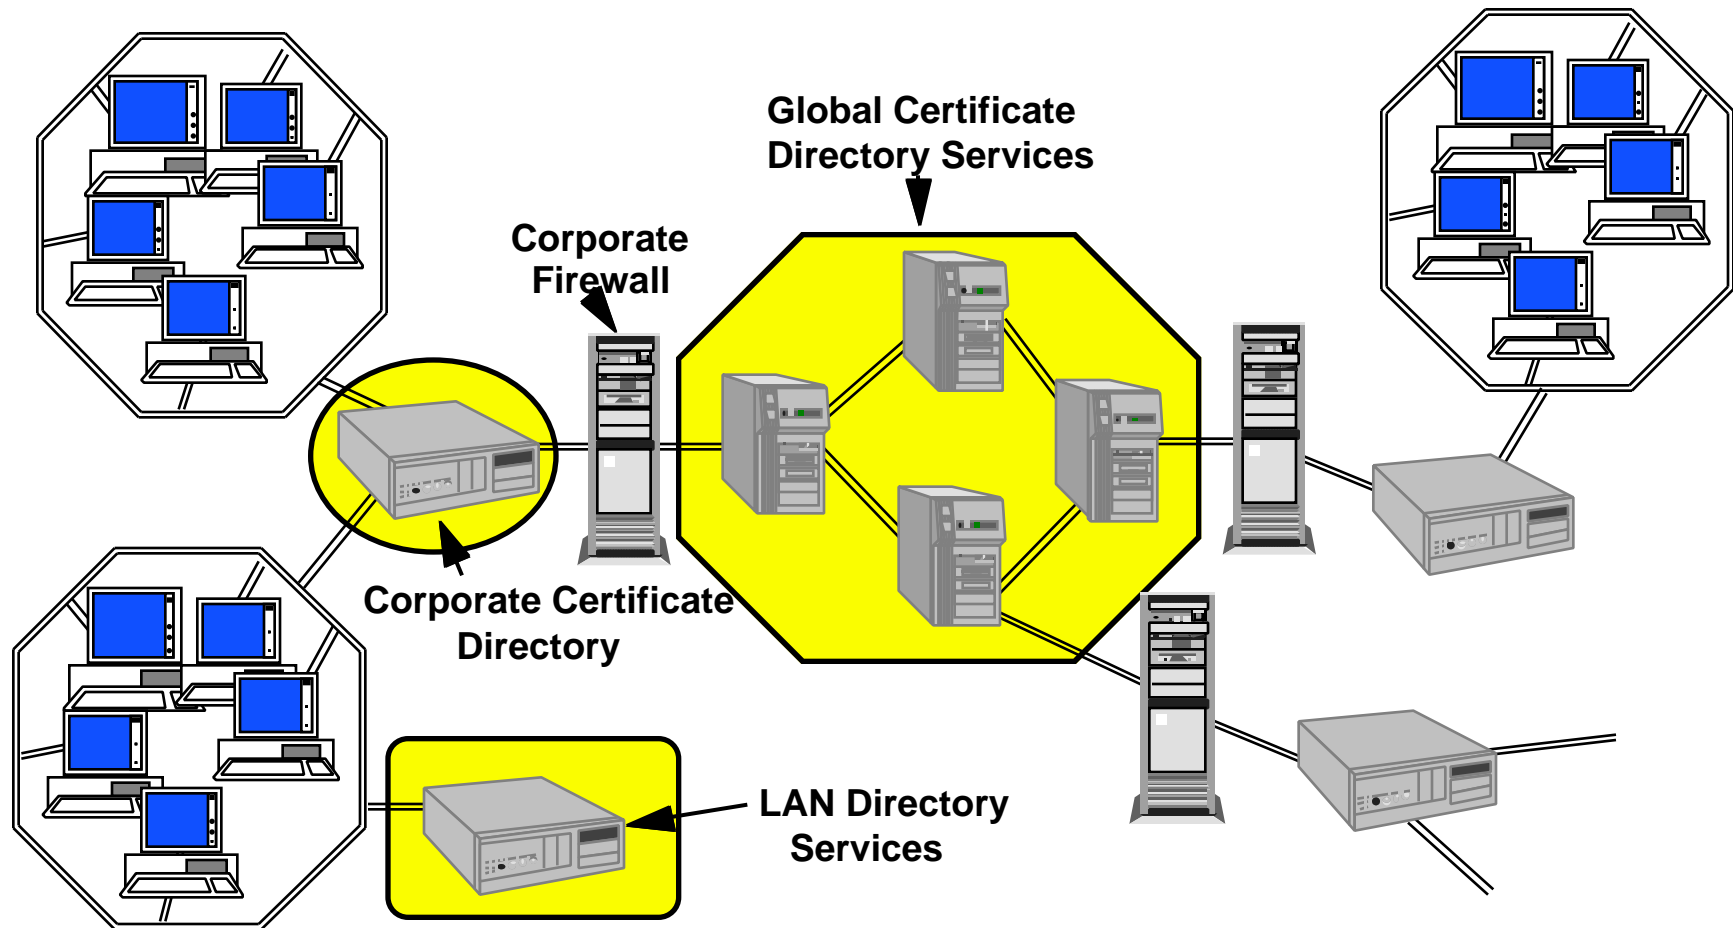 Global Certificate
Directory Services
Corporate
Firewall
Corporate Certificate
Directory
LAN Directory
Services